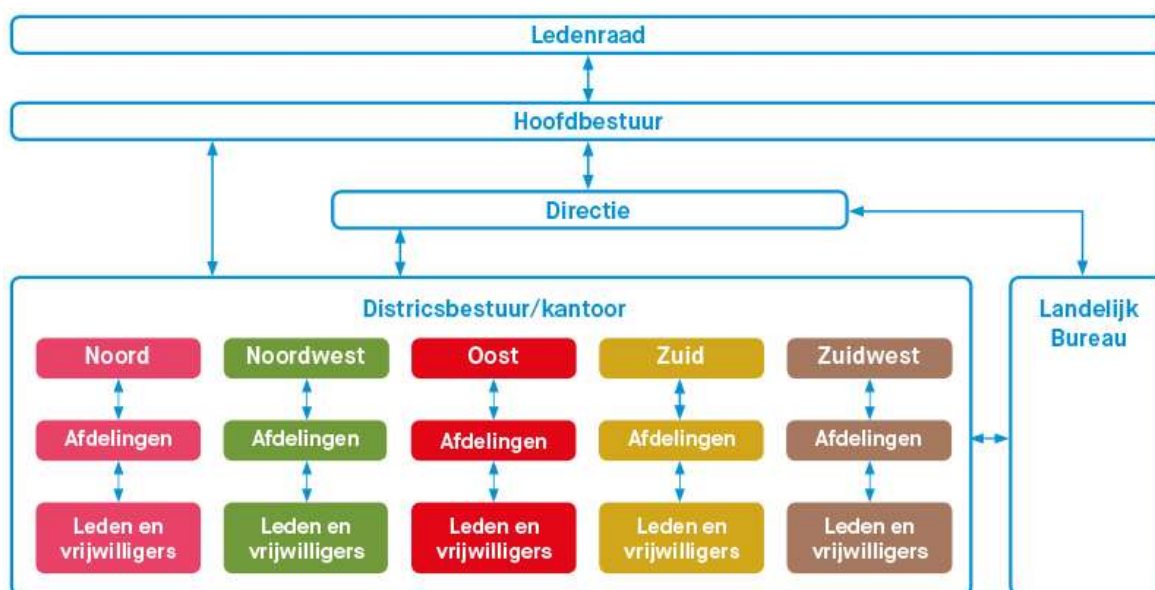 Ledenraad
Hoofdbestuur
Directie
Districsbestuur/kantoor
Noord
Noordwest
Oost
Zuid
Zuidwest
Afdelingen
Afdelingen
Afdelingen
Afdelingen
Afdelingen
Leden en
vrijwilligers
Leden en
vrijwilligers
Leden en
vrijwilligers
Leden en
vrijwilligers
Leden en
vrijwilligers
Landelijk
Bureau